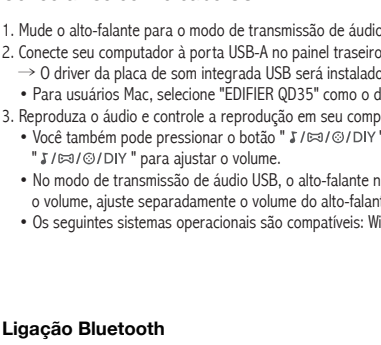 1. Mude o alto-falante para o modo de transmissão de áudio
2. Conecte seu computador à porta USB-A no painel traseiro
→ O driver da placa de som integrada USB será instalado
• Para usuários Mac, selecione "EDIFIER QD35" como o d
3. Reproduza o áudio e controle a reprodução em seu comp
• Você também pode pressionar o botão " / / /DIY "
" / / /DIY " para ajustar o volume.
• No modo de transmissão de áudio USB, o alto-falante n
o volume, ajuste separadamente o volume do alto-falant
• Os seguintes sistemas operacionais são compatíveis: Wi
Ligação Bluetooth